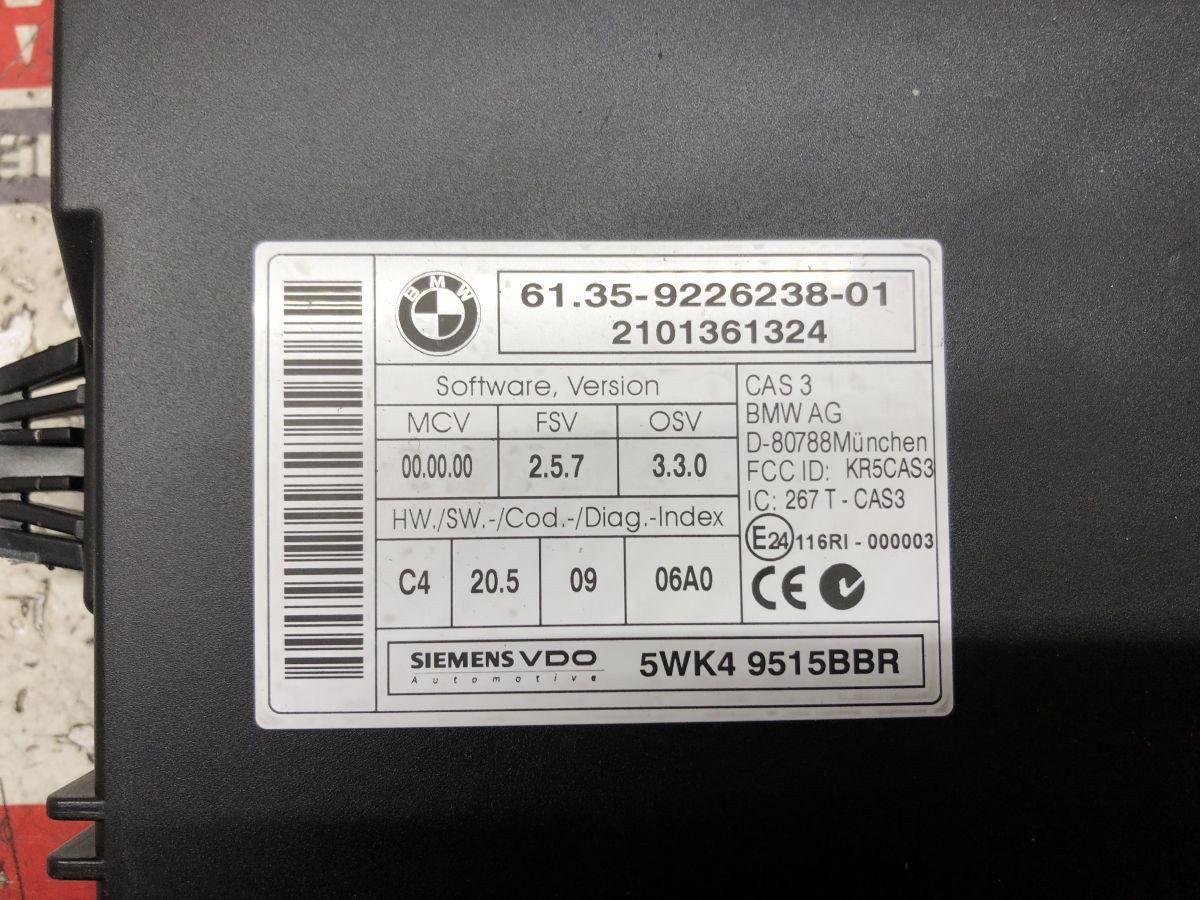 BMW
61.35-9226238-01
2101361324
Software, Version
MCV FSV OSV
00.00.00 2.5.7 3.3.0
HW./SW.-/Cod.-/Diag.-Index
C4 20.5 09 06A0
CAS 3
BMW AG
D-80788München
FCC ID: KR5CAS3
IC: 267 T - CAS3
E24 116RI - 000003
CE
SIEMENS VDO
Automotive
5WK4 9515BBR